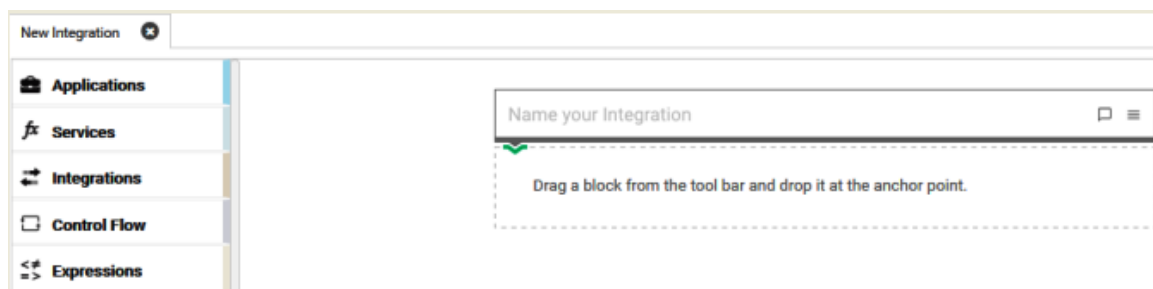 New Integration
Applications
Services
Integrations
Control Flow
Expressions
Name your Integration
Drag a block from the tool bar and drop it at the anchor point.